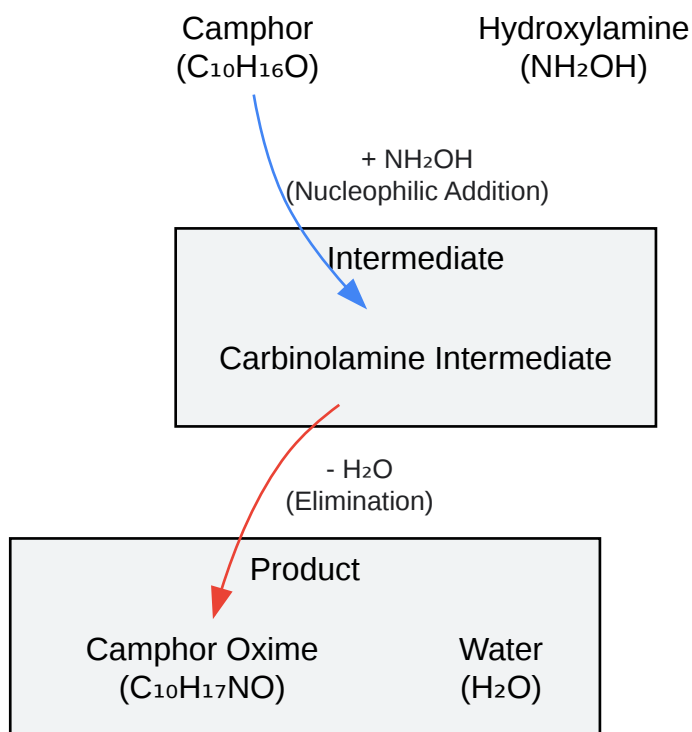 Camphor
(C₁₀H₁₆O)
Hydroxylamine
(NH₂OH)
+ NH₂OH
(Nucleophilic Addition)
Intermediate
Carbinolamine Intermediate
- H₂O
(Elimination)
Product
Camphor Oxime
(C₁₀H₁₇NO)
Water
(H₂O)